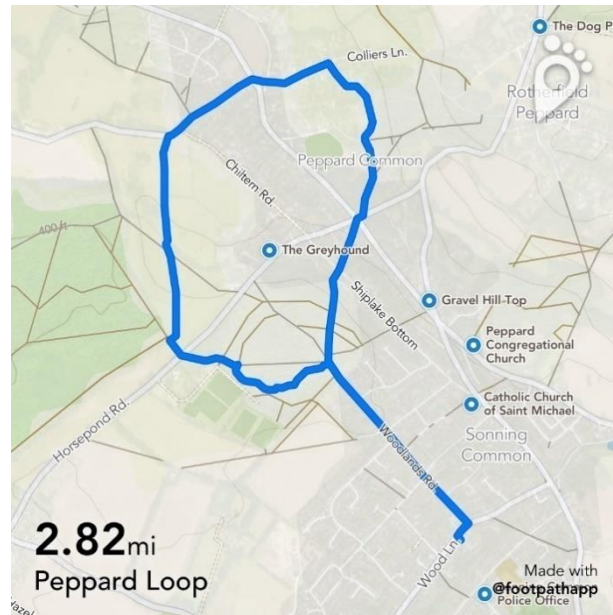 Colliers Ln.
The Dog P
Rotherfield
Peppard
Peppard Common
Chiltern Rd.
400 ft
The Greyhound
Shiplake Bottom
Gravel Hill Top
Peppard
Congregational
Church
Catholic Church
of Saint Michael
Horsepond Rd.
Woodlands Rd.
Sonning
Common
Wood Ln.
2.82mi
Peppard Loop
Made with
@footpathapp
Police Office